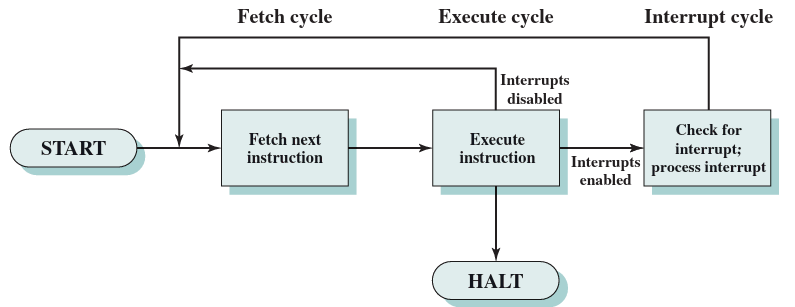 Fetch cycle
Execute cycle
Interrupt cycle
Interrupts
disabled
START
Fetch next
instruction
Execute
instruction
Interrupts
enabled
Check for
interrupt;
process interrupt
HALT